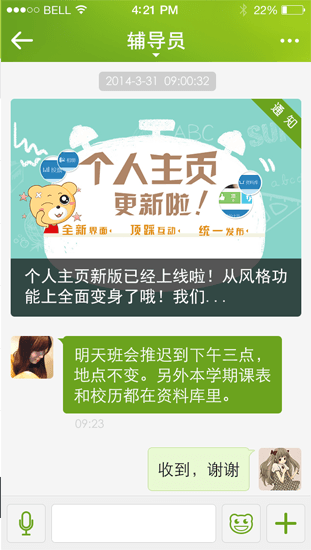 BELL 4:21 PM 22%
辅导员
2014-3-31 09:00:32
通知
ABC
个人主页
更新啦！
全新界面， 顶踩互动， 统一发布，
个人主页新版已经上线啦！从风格功
能上全面变身了哦！我们...
明天班会推迟到下午三点，
地点不变。另外本学期课表
和校历都在资料库里。
09:23
收到，谢谢